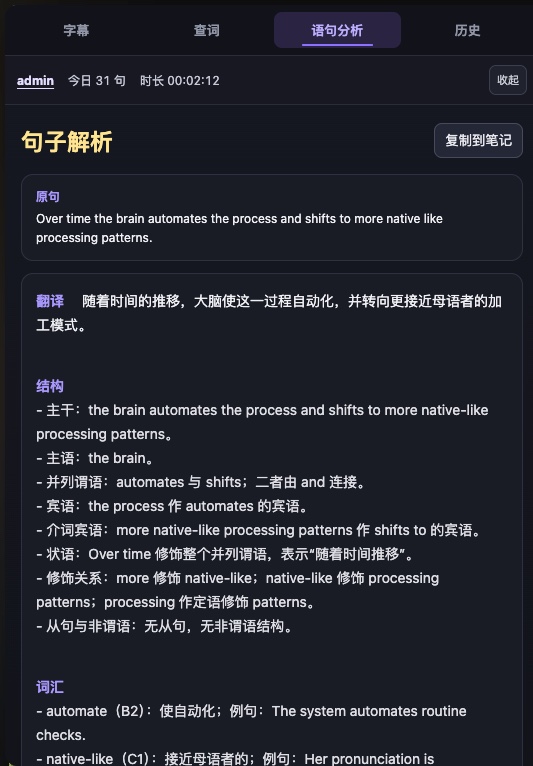 字幕 查词 语句分析 历史
admin 今日 31 句 时长 00:02:12 收起
句子解析 复制到笔记
原句
Over time the brain automates the process and shifts to more native like
processing patterns.
翻译 随着时间的推移，大脑使这一过程自动化，并转向更接近母语者的加
工模式。
结构
- 主干：the brain automates the process and shifts to more native-like
processing patterns。
- 主语：the brain。
- 并列谓语：automates 与 shifts；二者由 and 连接。
- 宾语：the process 作 automates 的宾语。
- 介词宾语：more native-like processing patterns 作 shifts to 的宾语。
- 状语：Over time 修饰整个并列谓语，表示“随着时间推移”。
- 修饰关系：more 修饰 native-like；native-like 修饰 processing
patterns；processing 作定语修饰 patterns。
- 从句与非谓语：无从句，无非谓语结构。
词汇
- automate（B2）：使自动化；例句：The system automates routine
checks.
- native-like（C1）：接近母语者的；例句：Her pronunciation is